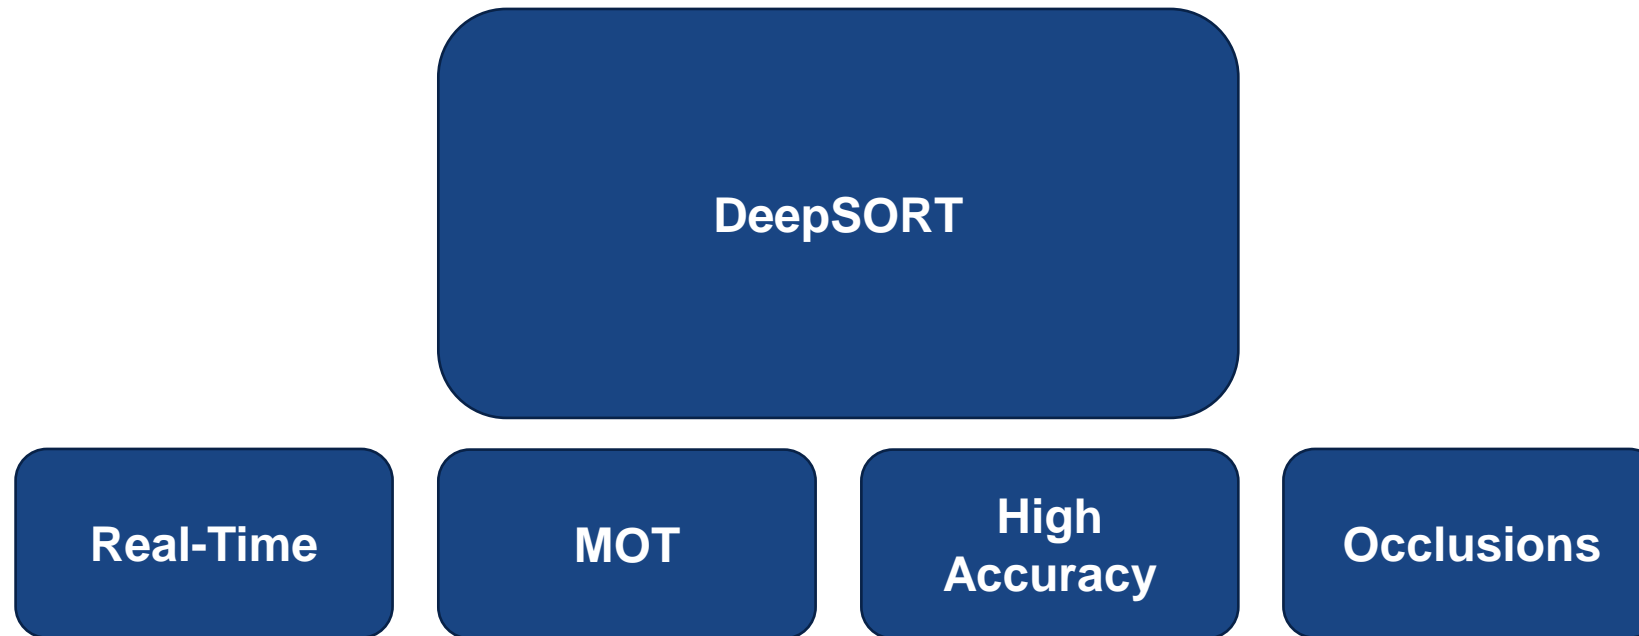 DeepSORT
Real-Time
MOT
High
Accuracy
Occlusions